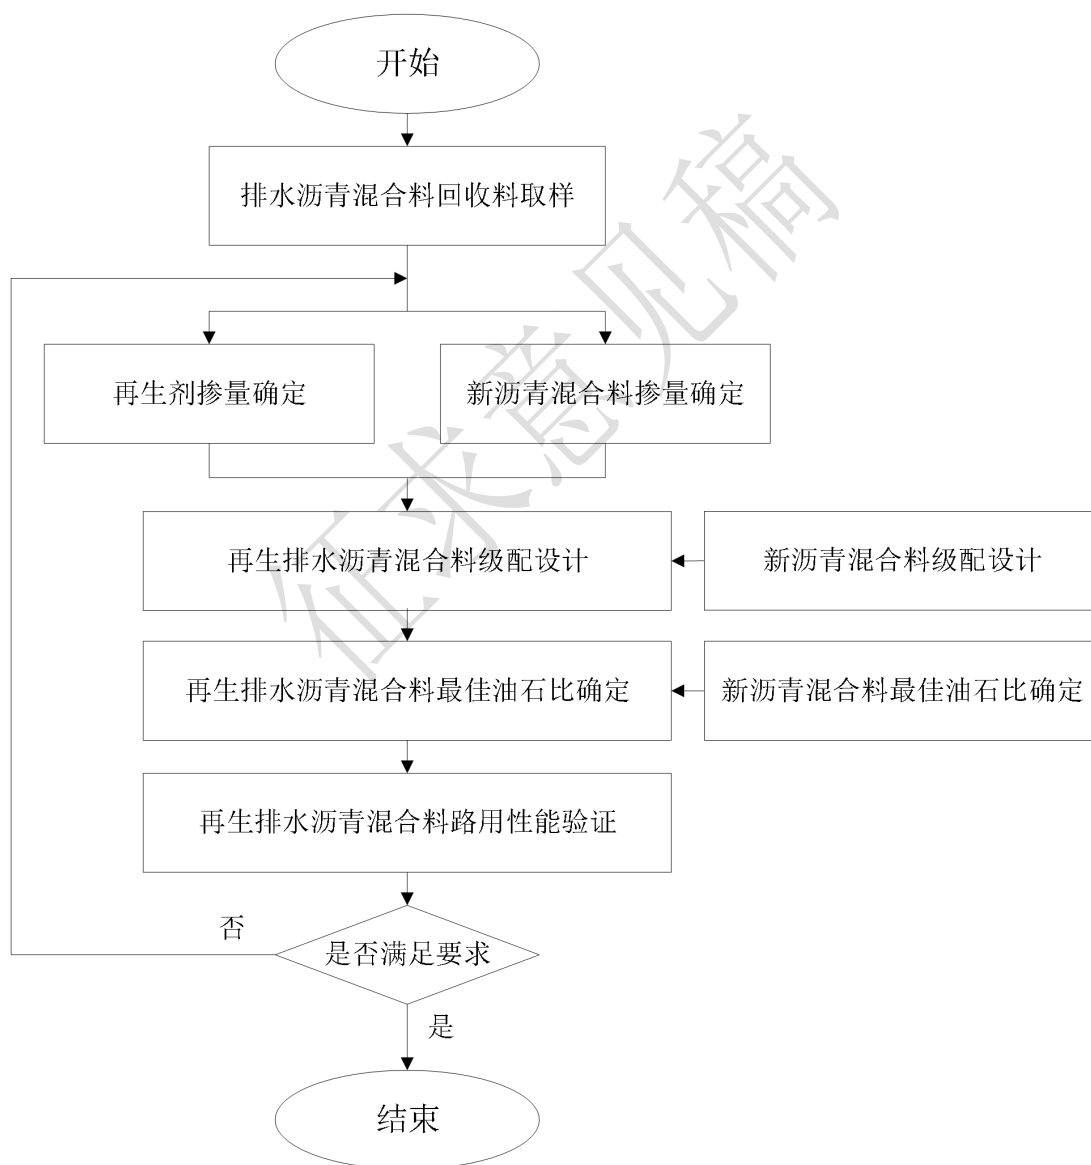 开始
排水沥青混合料回收料取样
再生剂掺量确定
新沥青混合料掺量确定
再生排水沥青混合料级配设计
新沥青混合料级配设计
再生排水沥青混合料最佳油石比确定
新沥青混合料最佳油石比确定
再生排水沥青混合料路用性能验证
否
是否满足要求
是
结束
征求意见稿